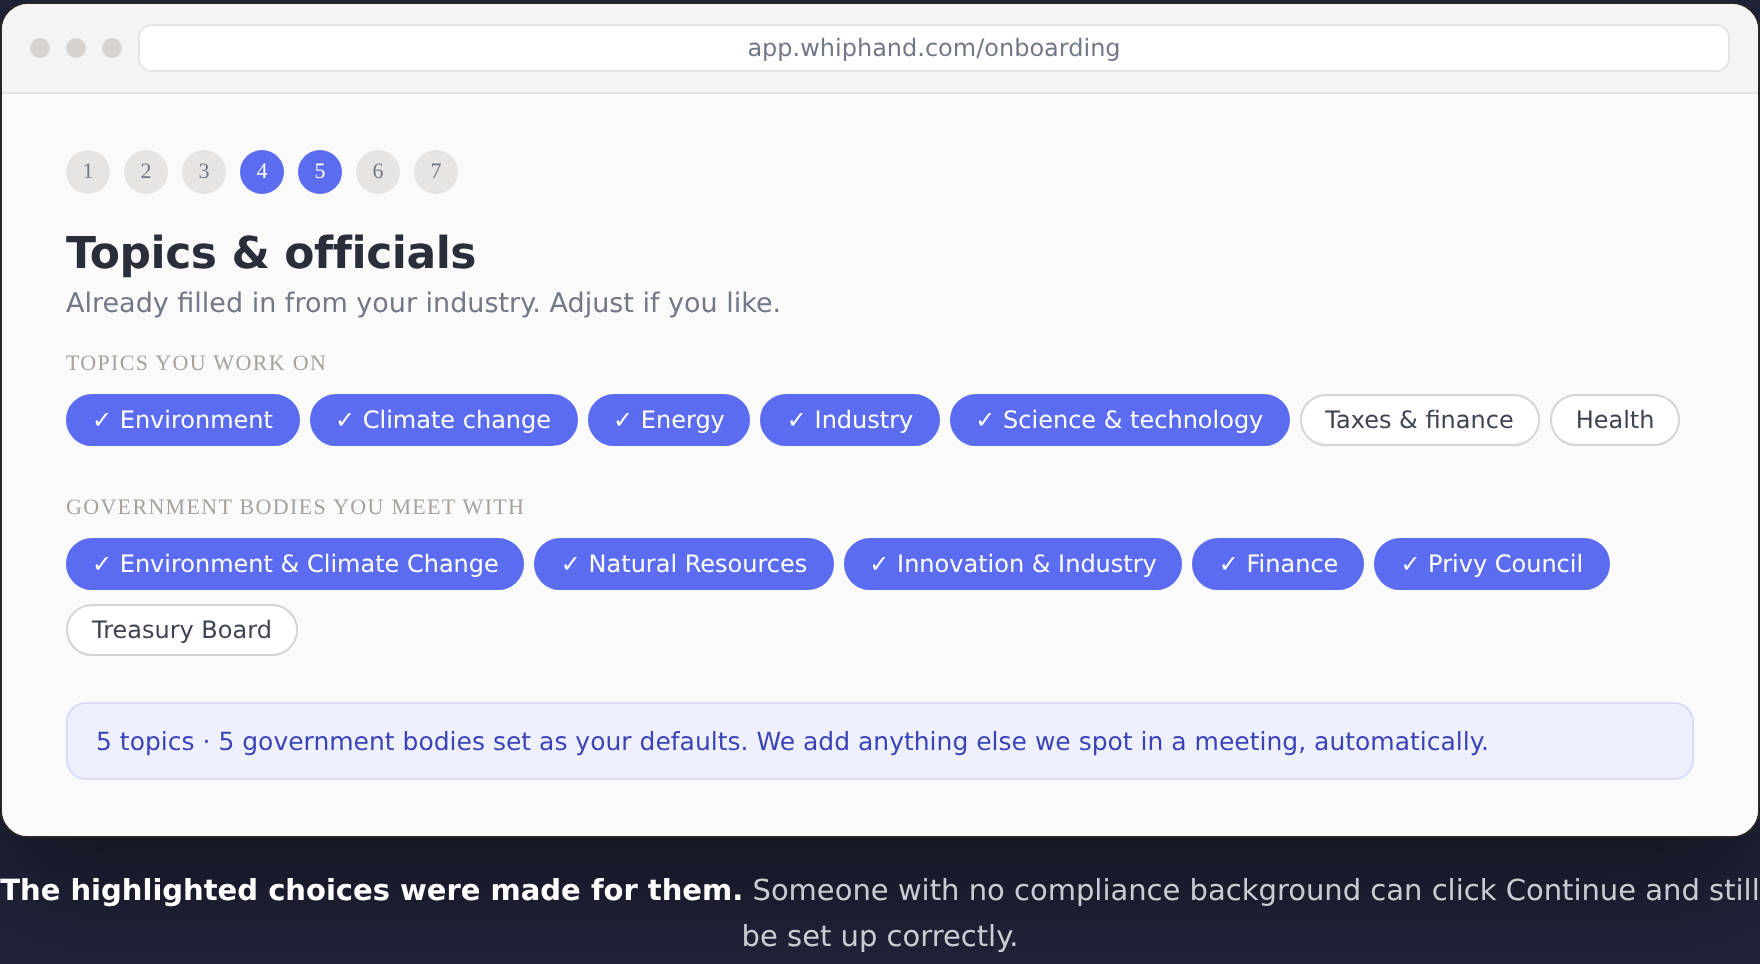 app.whiphand.com/onboarding
1 2 3 4 5 6 7
Topics & officials
Already filled in from your industry. Adjust if you like.
TOPICS YOU WORK ON
✓ Environment ✓ Climate change ✓ Energy ✓ Industry ✓ Science & technology Taxes & finance Health
GOVERNMENT BODIES YOU MEET WITH
✓ Environment & Climate Change ✓ Natural Resources ✓ Innovation & Industry ✓ Finance ✓ Privy Council
Treasury Board
5 topics · 5 government bodies set as your defaults. We add anything else we spot in a meeting, automatically.
The highlighted choices were made for them. Someone with no compliance background can click Continue and still
be set up correctly.